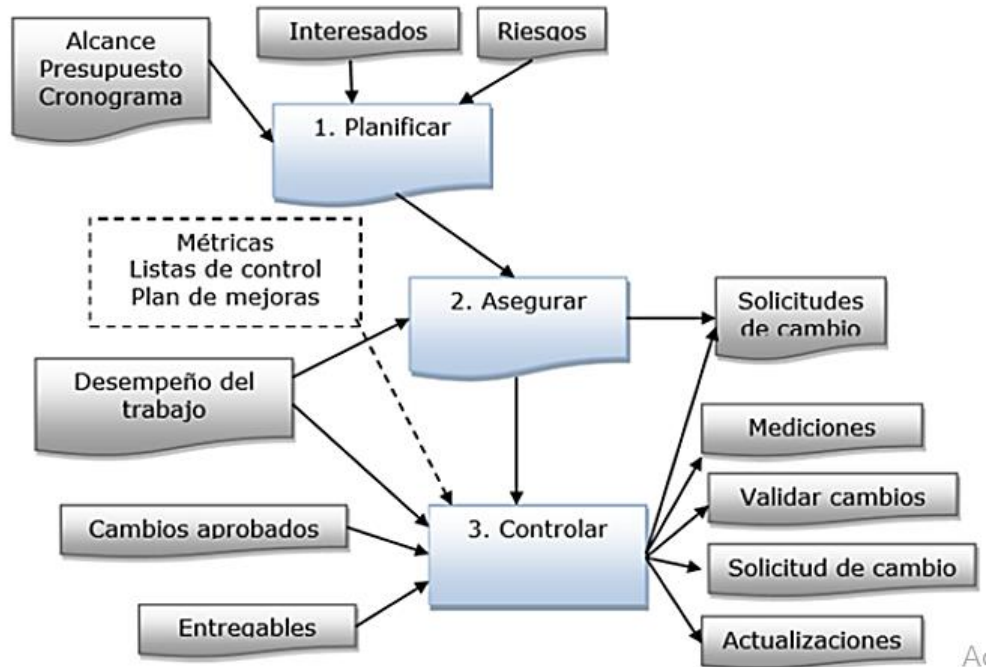 Alcance
Presupuesto
Cronograma
Interesados
Riesgos
1. Planificar
Métricas
Listas de control
Plan de mejoras
2. Asegurar
Solicitudes
de cambio
Desempeño del
trabajo
Mediciones
Validar cambios
Cambios aprobados
3. Controlar
Solicitud de cambio
Entregables
Actualizaciones
Ac